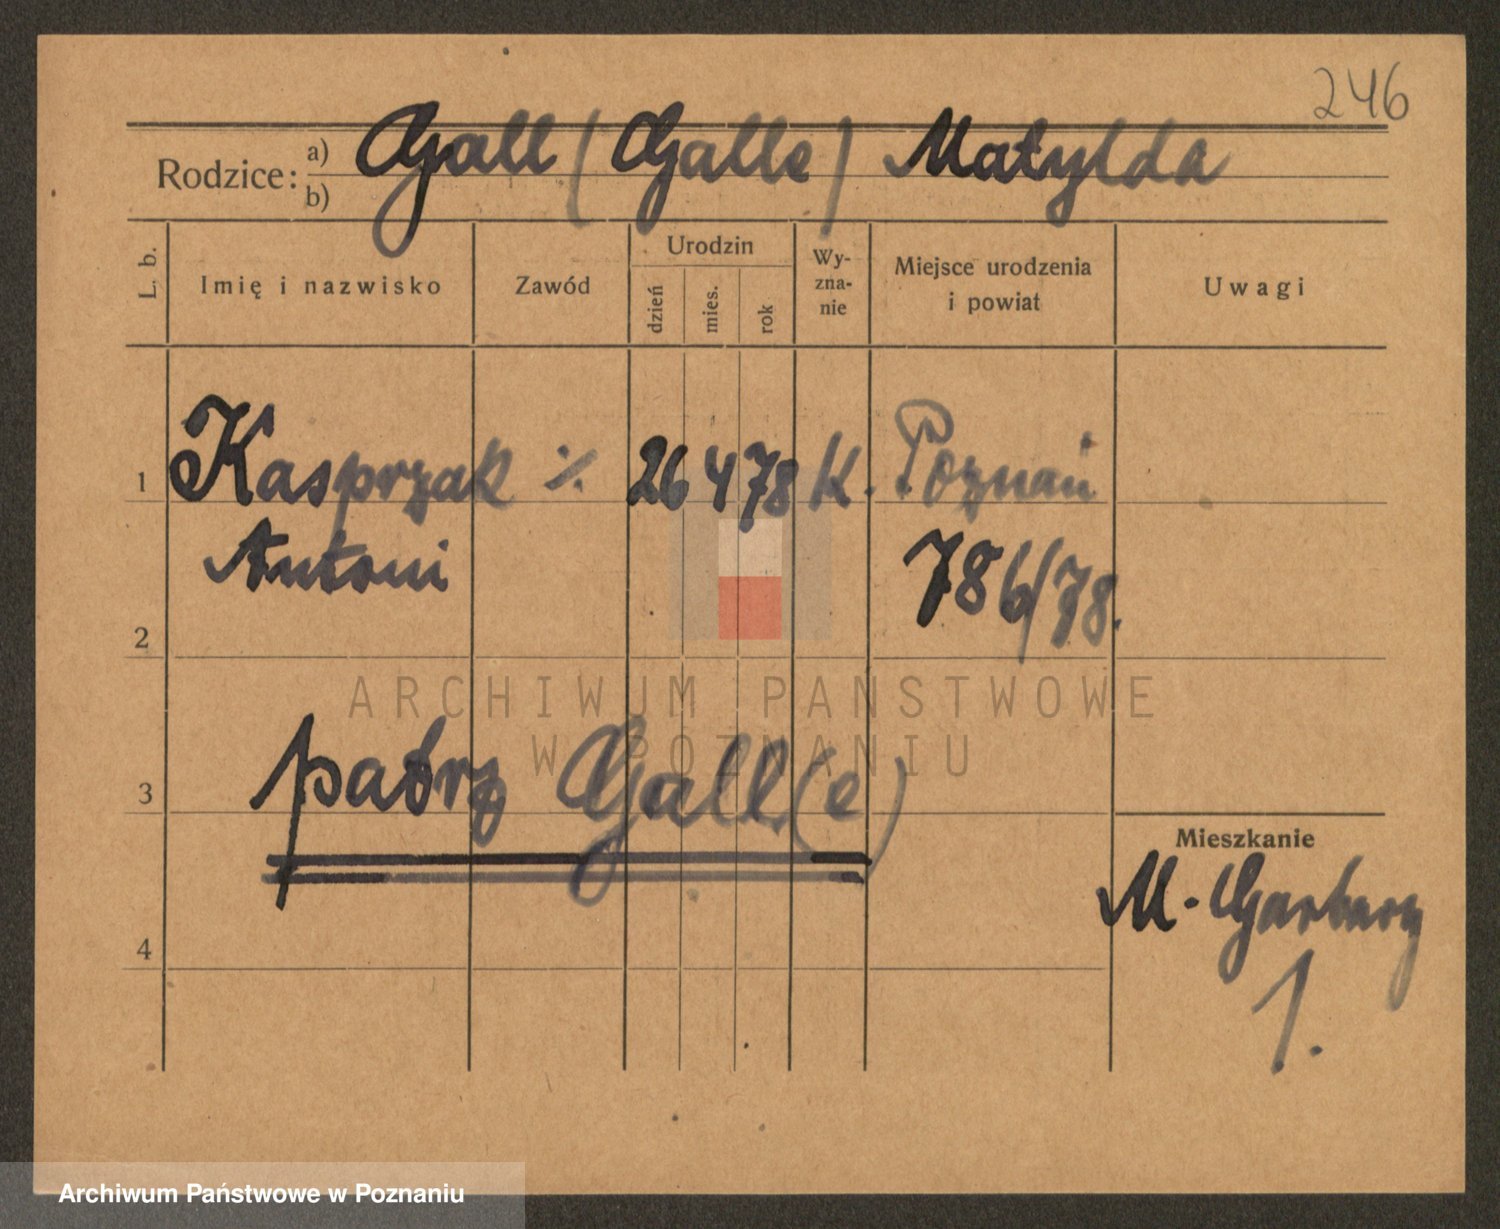 246
Rodzice: a) Gall (Galle) Matylda
b)
L. b.
Imię i nazwisko
Zawód
Urodzin
dzień
mies.
rok
Wy-
zna-
nie
Miejsce urodzenia
i powiat
Uwagi
1 Kasprzak ٪ 26 4 78 K. Poznań
Antoni 786/78.
2
ARCHIWUM PAŃSTWOWE
W POZNANIU
3 patrz Gall(e)
Mieszkanie
M. Garbary
1.
4
Archiwum Państwowe w Poznaniu